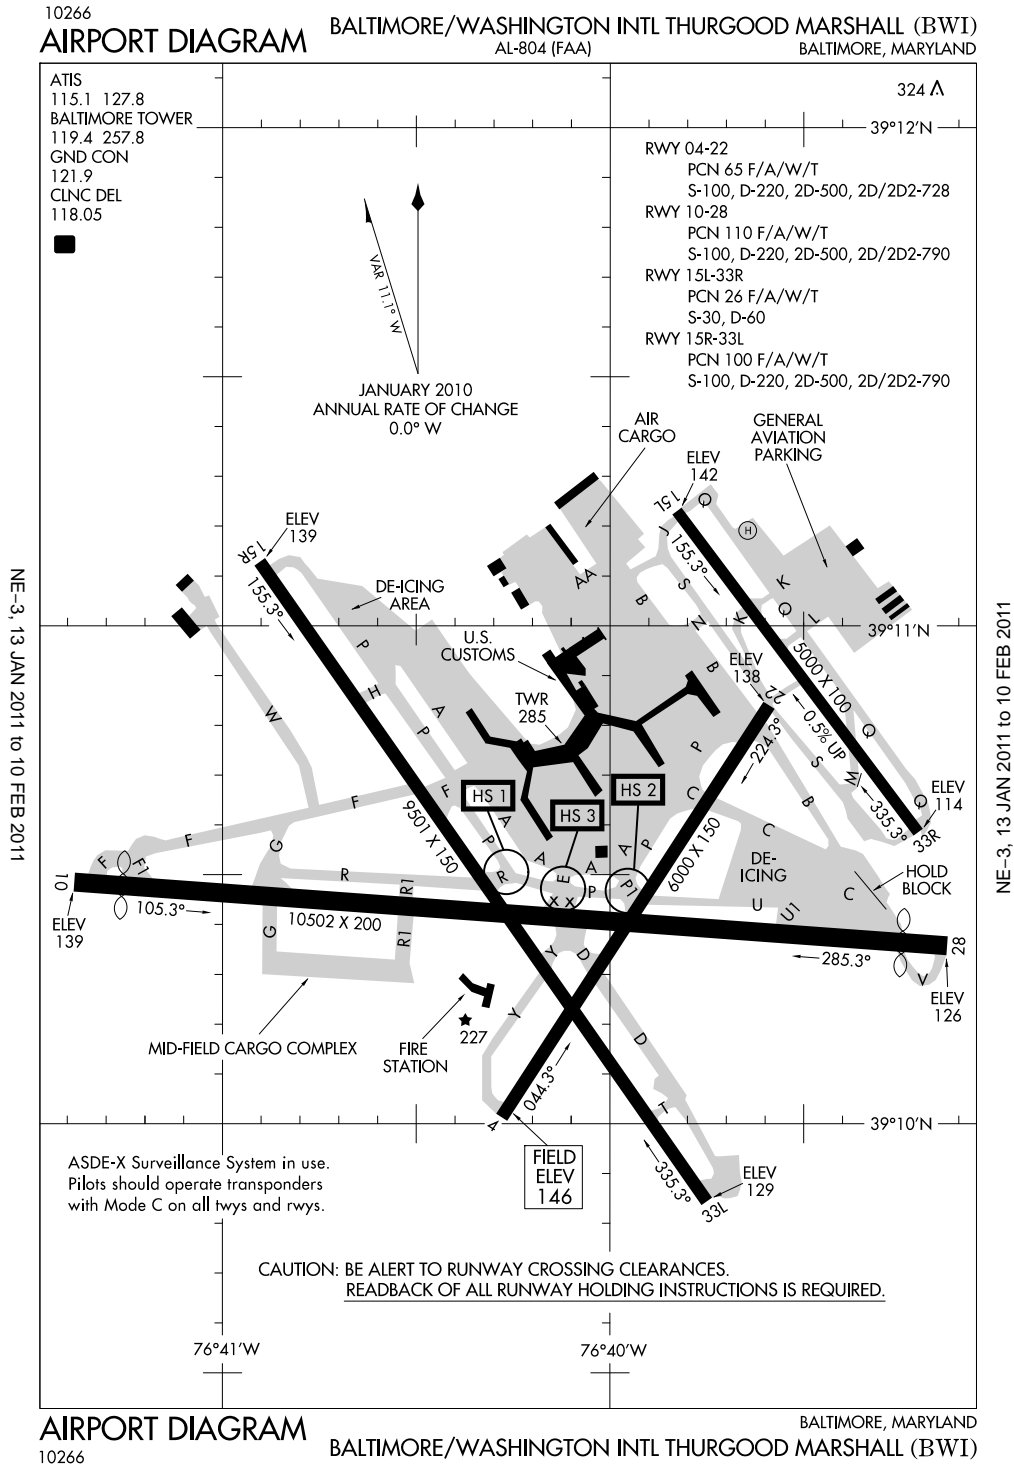 10266
AIRPORT DIAGRAM
BALTIMORE/WASHINGTON INTL THURGOOD MARSHALL (BWI)
AL-804 (FAA)
BALTIMORE, MARYLAND
ATIS
115.1 127.8
BALTIMORE TOWER
119.4 257.8
GND CON
121.9
CLNC DEL
118.05
324
39°12'N
RWY 04-22
PCN 65 F/A/W/T
S-100, D-220, 2D-500, 2D/2D2-728
RWY 10-28
PCN 110 F/A/W/T
S-100, D-220, 2D-500, 2D/2D2-790
RWY 15L-33R
PCN 26 F/A/W/T
S-30, D-60
RWY 15R-33L
PCN 100 F/A/W/T
S-100, D-220, 2D-500, 2D/2D2-790
VAR 11.1° W
JANUARY 2010
ANNUAL RATE OF CHANGE
0.0° W
AIR
CARGO
GENERAL
AVIATION
PARKING
ELEV
142
15L
J
Q
H
155.3°
ELEV
139
15R
155.3°
DE-ICING
AREA
AA
B
S
N
K
K
Q
L
39°11'N
U.S.
CUSTOMS
P
H
A
P
W
TWR
285
B
ELEV
138
22
224.3°
5000 X 100
0.5% UP
Q
S
M
B
335.3°
Q
ELEV
114
33R
P
C
C
HS 1
HS 2
HS 3
F
F
F
F
F1
G
R
R1
9501 X 150
A
P
R
A
E
A
A
P
P
P1
X X
6000 X 150
DE-
ICING
HOLD
BLOCK
U
U1
C
10
ELEV
139
105.3°
10502 X 200
G
R1
285.3°
28
V
ELEV
126
Y
D
Y
D
T
MID-FIELD CARGO COMPLEX
FIRE
STATION
227
044.3°
4
39°10'N
FIELD
ELEV
146
335.3°
33L
ELEV
129
ASDE-X Surveillance System in use.
Pilots should operate transponders
with Mode C on all twys and rwys.
CAUTION: BE ALERT TO RUNWAY CROSSING CLEARANCES.
READBACK OF ALL RUNWAY HOLDING INSTRUCTIONS IS REQUIRED.
76°41'W
76°40'W
NE-3, 13 JAN 2011 to 10 FEB 2011
NE-3, 13 JAN 2011 to 10 FEB 2011
AIRPORT DIAGRAM
10266
BALTIMORE, MARYLAND
BALTIMORE/WASHINGTON INTL THURGOOD MARSHALL (BWI)